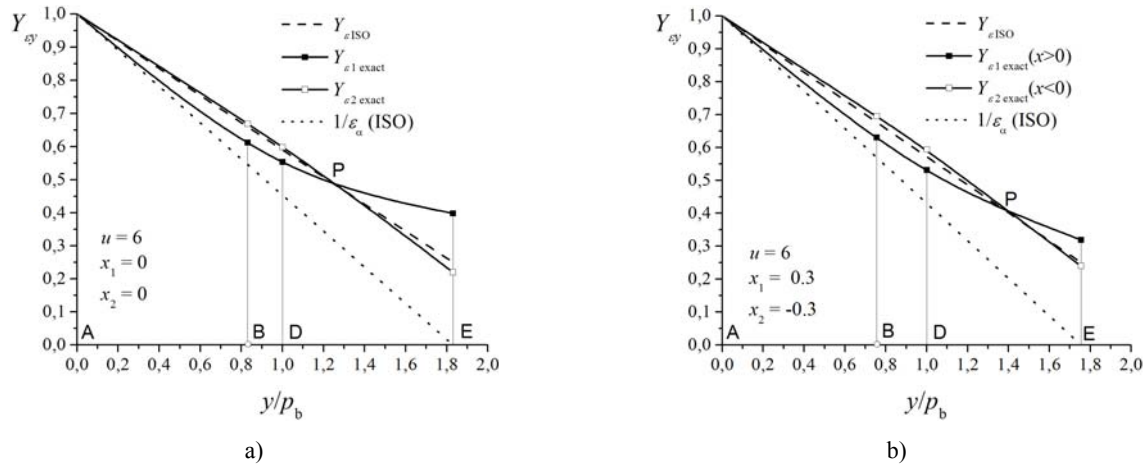 Y_εy
1,0
0,9
0,8
0,7
0,6
0,5
0,4
0,3
0,2
0,1
0,0
Y_ε ISO
Y_ε1 exact
Y_ε2 exact
1/ε_α (ISO)
P
u = 6
x_1 = 0
x_2 = 0
A B D E
0,0 0,2 0,4 0,6 0,8 1,0 1,2 1,4 1,6 1,8 2,0
y/p_b
a)
Y_εy
1,0
0,9
0,8
0,7
0,6
0,5
0,4
0,3
0,2
0,1
0,0
Y_ε ISO
Y_ε1 exact (x>0)
Y_ε2 exact (x<0)
1/ε_α (ISO)
P
u = 6
x_1 = 0.3
x_2 = -0.3
A B D E
0,0 0,2 0,4 0,6 0,8 1,0 1,2 1,4 1,6 1,8 2,0
y/p_b
b)